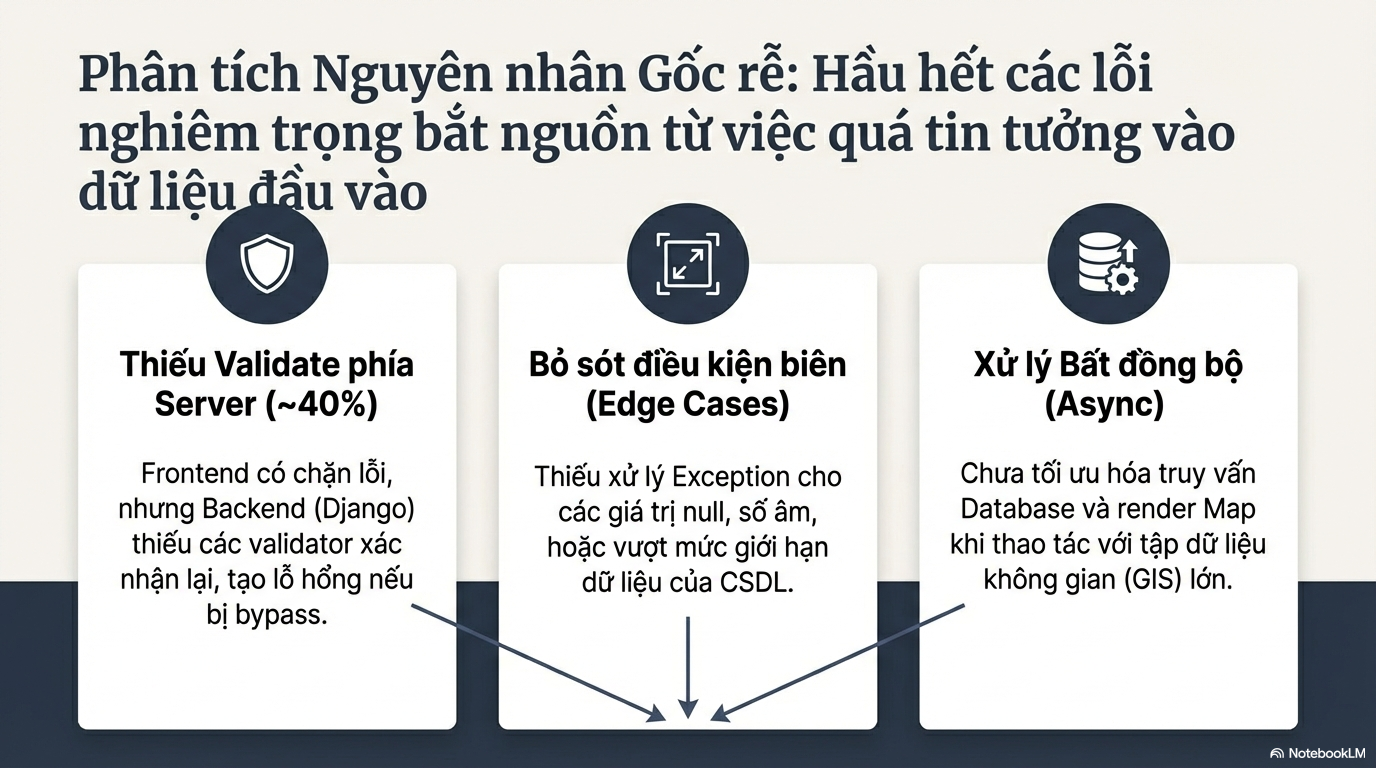 Phân tích Nguyên nhân Gốc rễ: Hầu hết các lỗi
nghiêm trọng bắt nguồn từ việc quá tin tưởng vào
dữ liệu đầu vào
Thiếu Validate phía
Server (~40%)
Frontend có chặn lỗi,
nhưng Backend (Django)
thiếu các validator xác
nhận lại, tạo lỗ hổng nếu
bị bypass.
Bỏ sót điều kiện biên
(Edge Cases)
Thiếu xử lý Exception cho
các giá trị null, số âm,
hoặc vượt mức giới hạn
dữ liệu của CSDL.
Xử lý Bất đồng bộ
(Async)
Chưa tối ưu hóa truy vấn
Database và render Map
khi thao tác với tập dữ liệu
không gian (GIS) lớn.
NotebookLM